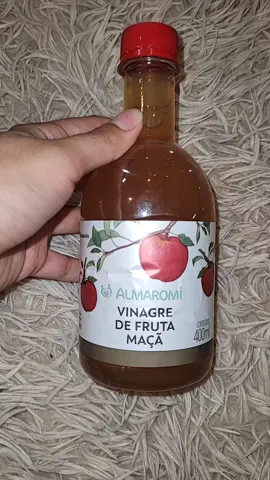 ALMAROMI
VINAGRE
DE FRUTA
MAÇÃ
400ml